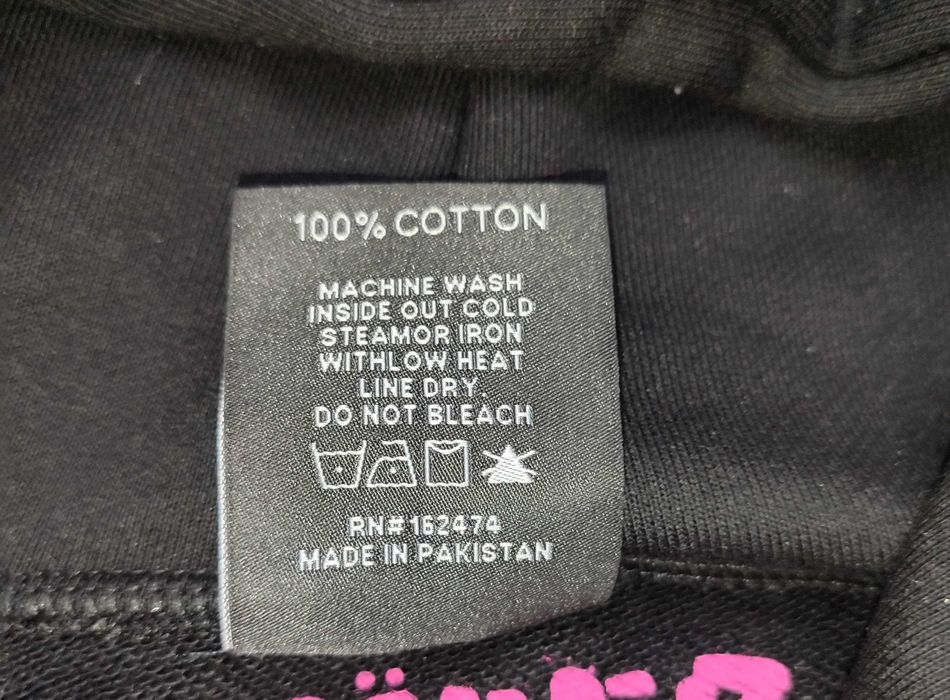 100% COTTON
MACHINE WASH
INSIDE OUT COLD
STEAMOR IRON
WITHLOW HEAT
LINE DRY.
DO NOT BLEACH
RN#162474
MADE IN PAKISTAN